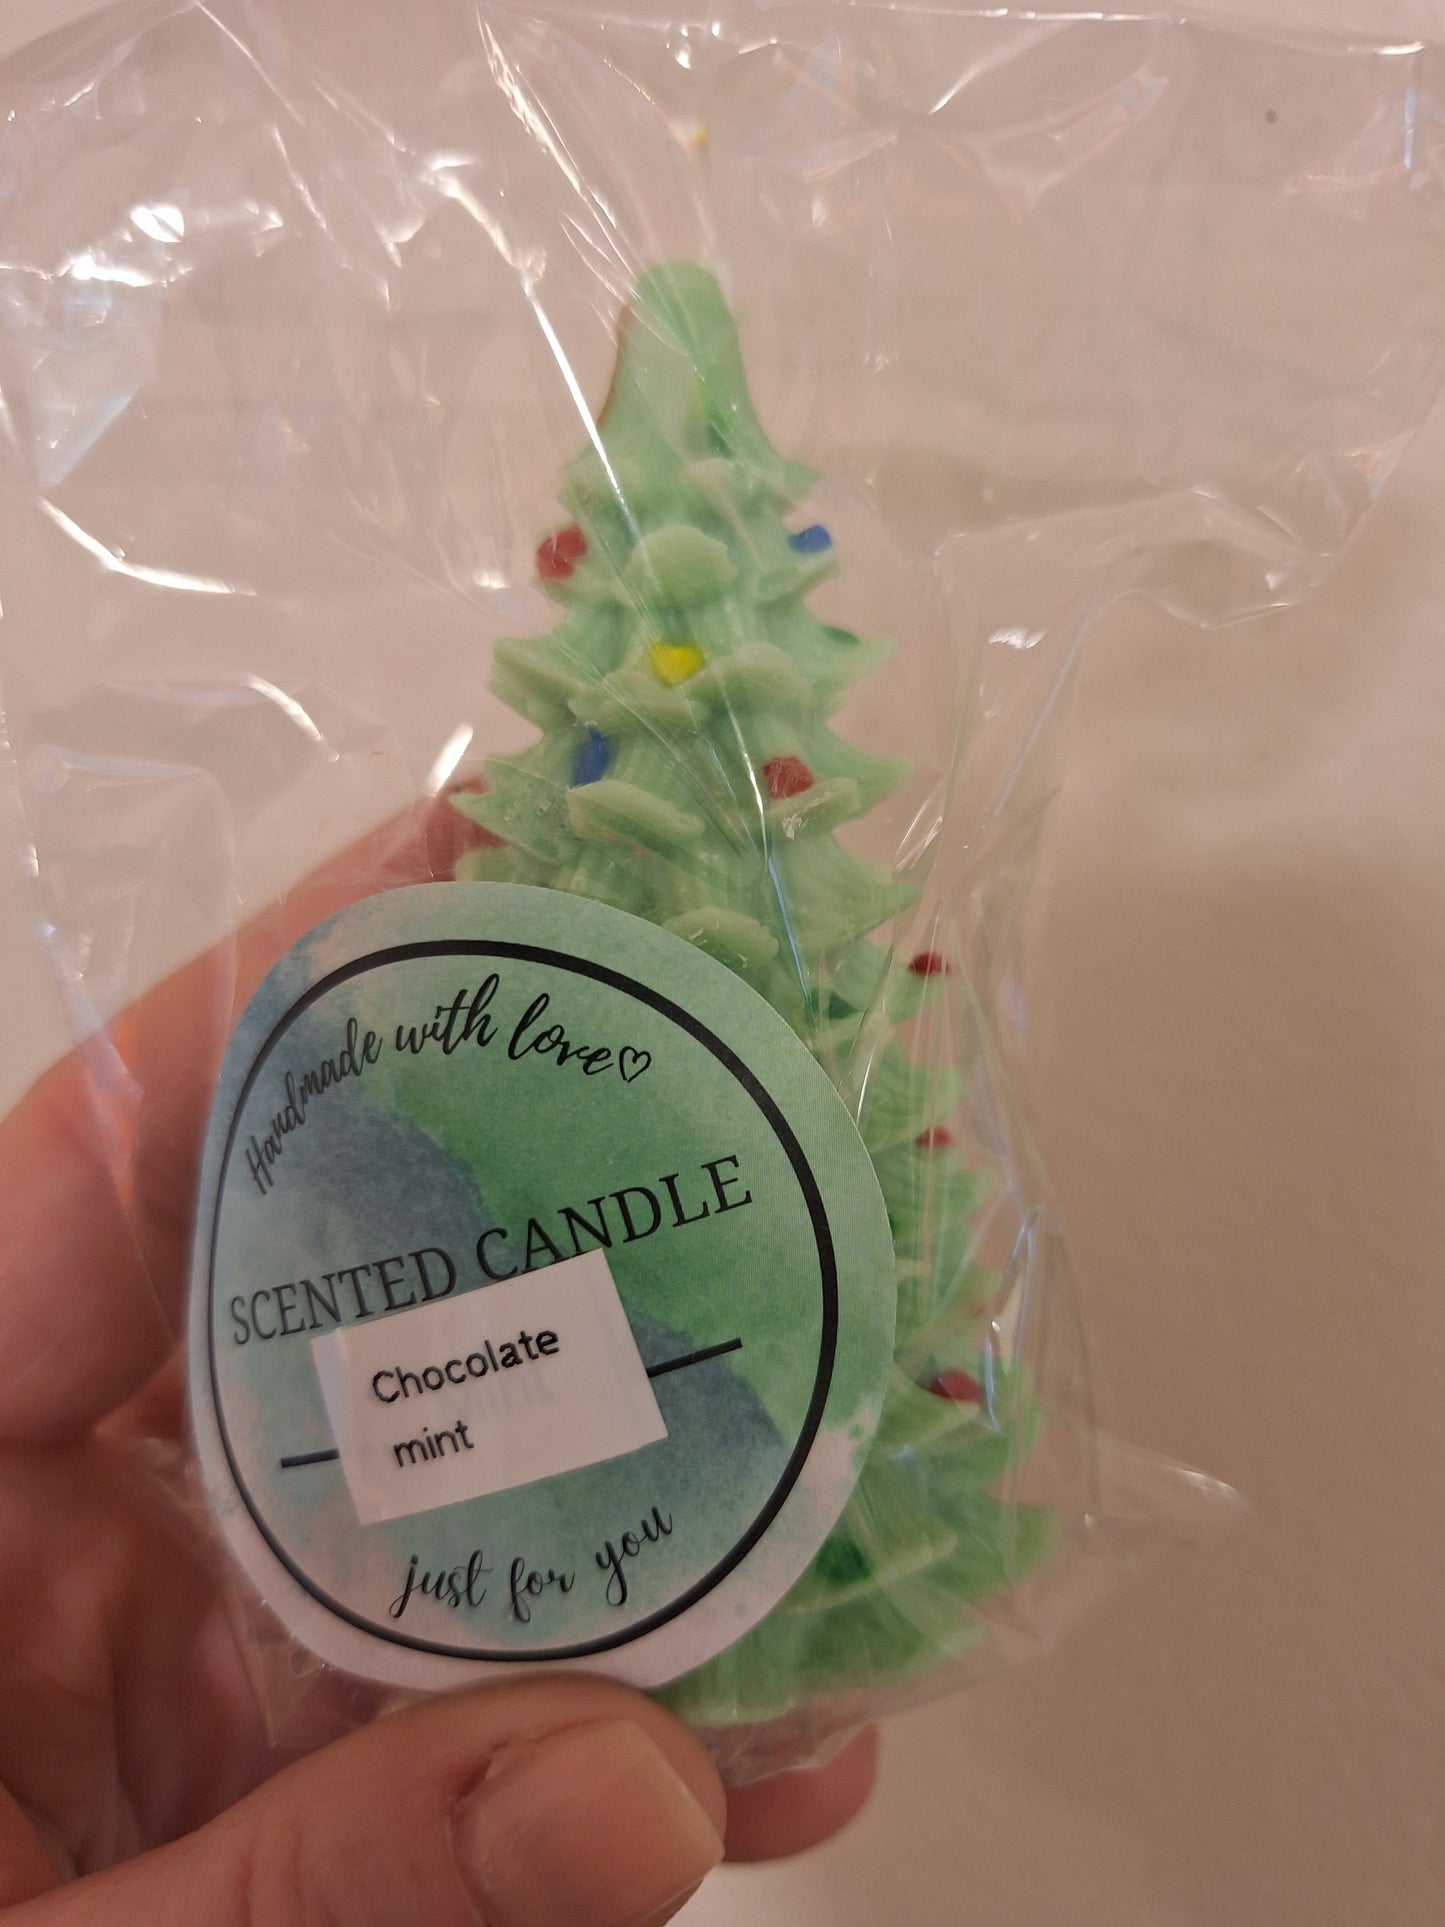 Handmade with love♡
SCENTED CANDLE
Chocolate
mint
just for you